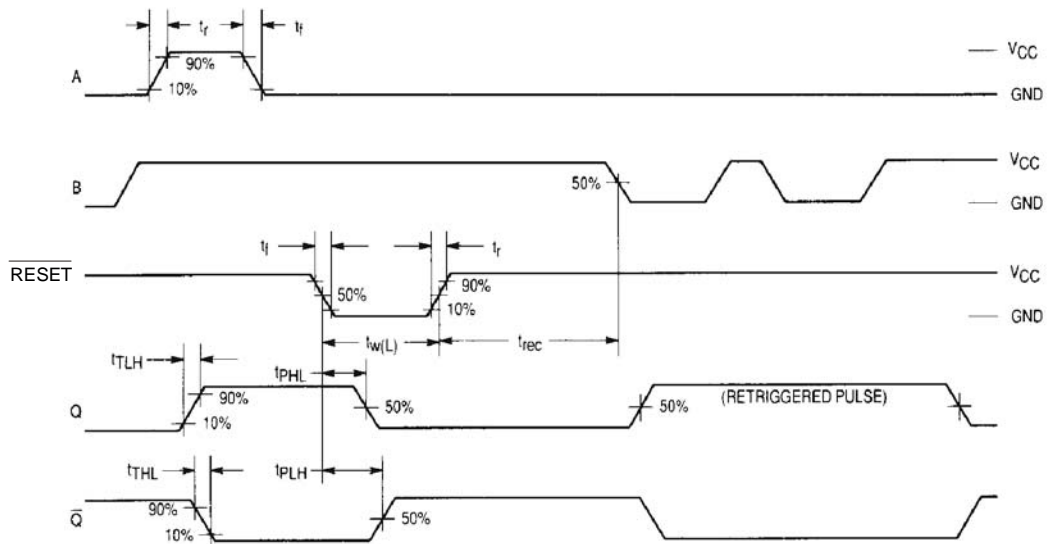 tr tf VCC
A 90%
10% GND
VCC
B 50%
GND
tf tr
RESET VCC
50% 90%
10%
GND
tw(L) trec
tTLH tPHL
90% (RETRIGGERED PULSE)
Q 50% 50%
10%
tTHL tPLH
90%
Q 50%
10%